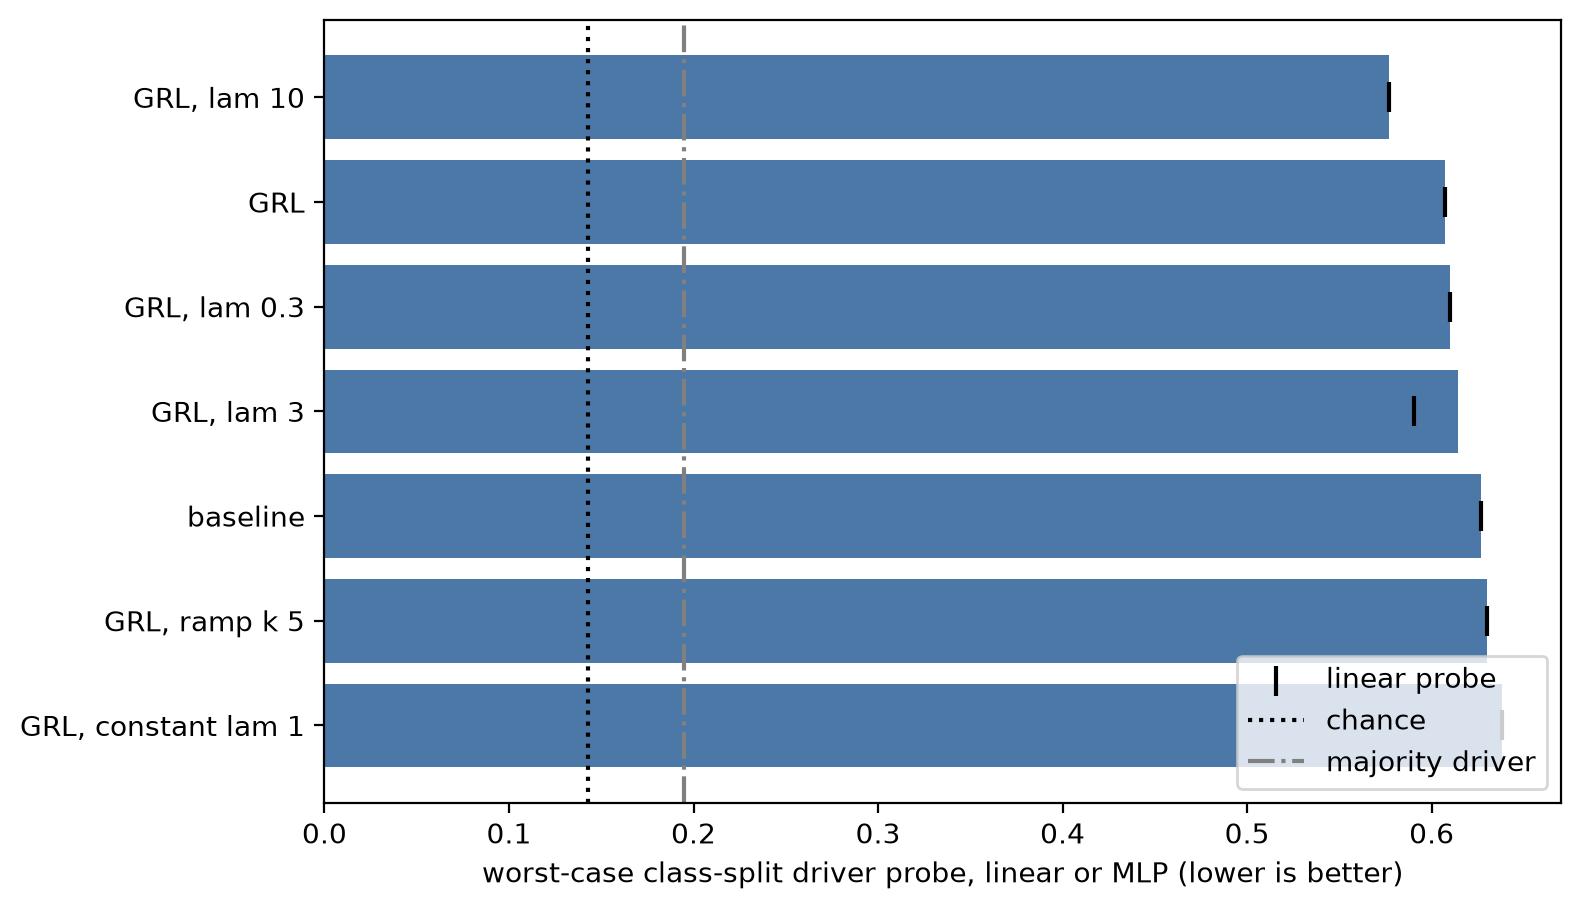 GRL, lam 10
GRL
GRL, lam 0.3
GRL, lam 3
baseline
GRL, ramp k 5
GRL, constant lam 1
linear probe
chance
majority driver
0.0 0.1 0.2 0.3 0.4 0.5 0.6
worst-case class-split driver probe, linear or MLP (lower is better)